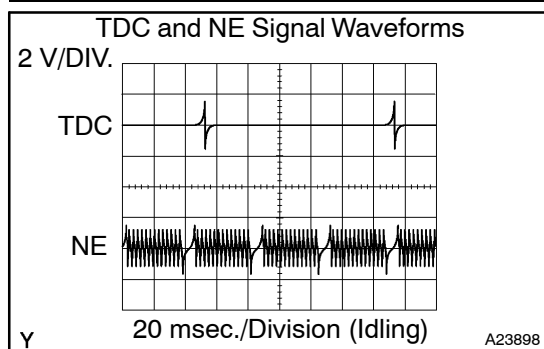 TDC and NE Signal Waveforms
2 V/DIV.
TDC
NE
20 msec./Division (Idling)
Y
A23898